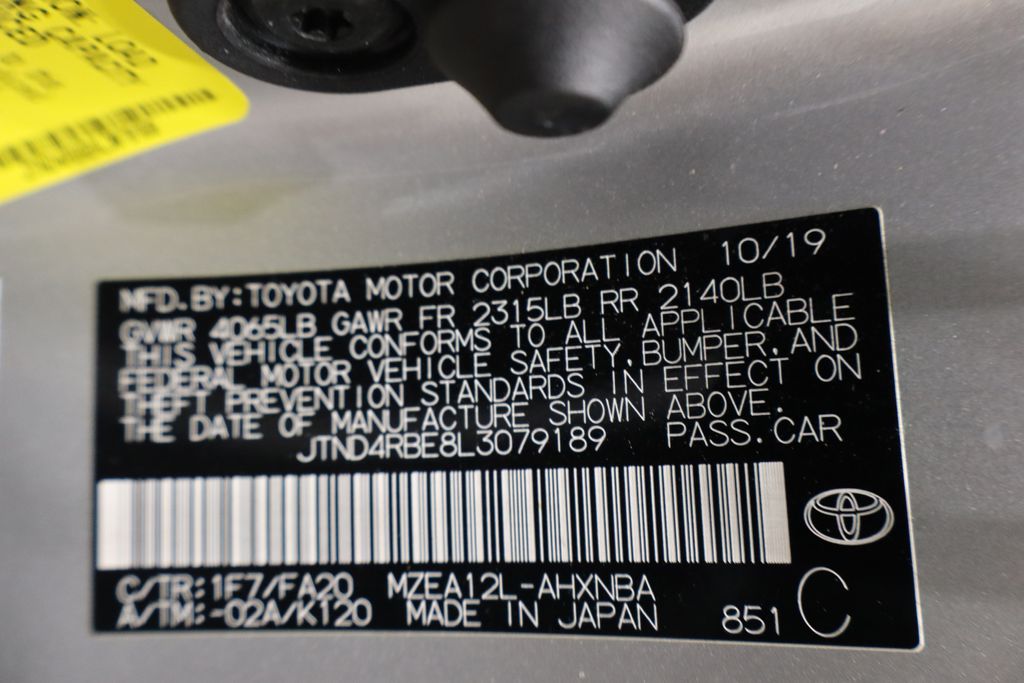 MFD.BY:TOYOTA MOTOR CORPORATION 10/19
GVWR 4065LB GAWR FR 2315LB RR 2140LB
THIS VEHICLE CONFORMS TO ALL APPLICABLE
FEDERAL MOTOR VEHICLE SAFETY,BUMPER,AND
THEFT PREVENTION STANDARDS IN EFFECT ON
THE DATE OF MANUFACTURE SHOWN ABOVE.
JTND4RBE8L3079189 PASS.CAR
C/TR:1F7/FA20 MZEA12L-AHXNBA
A/TM:-02A/K120 MADE IN JAPAN 851 C